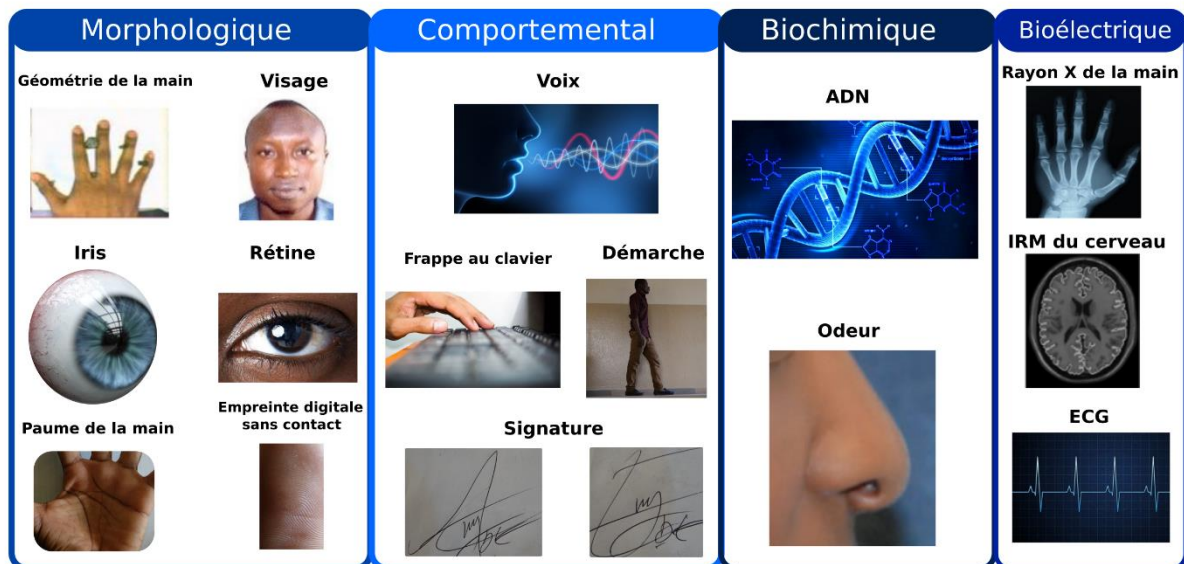 Morphologique
Géométrie de la main
Visage
Iris
Rétine
Paume de la main
Empreinte digitale
sans contact
Comportemental
Voix
Frappe au clavier
Démarche
Signature
Biochimique
ADN
Odeur
Bioélectrique
Rayon X de la main
IRM du cerveau
ECG